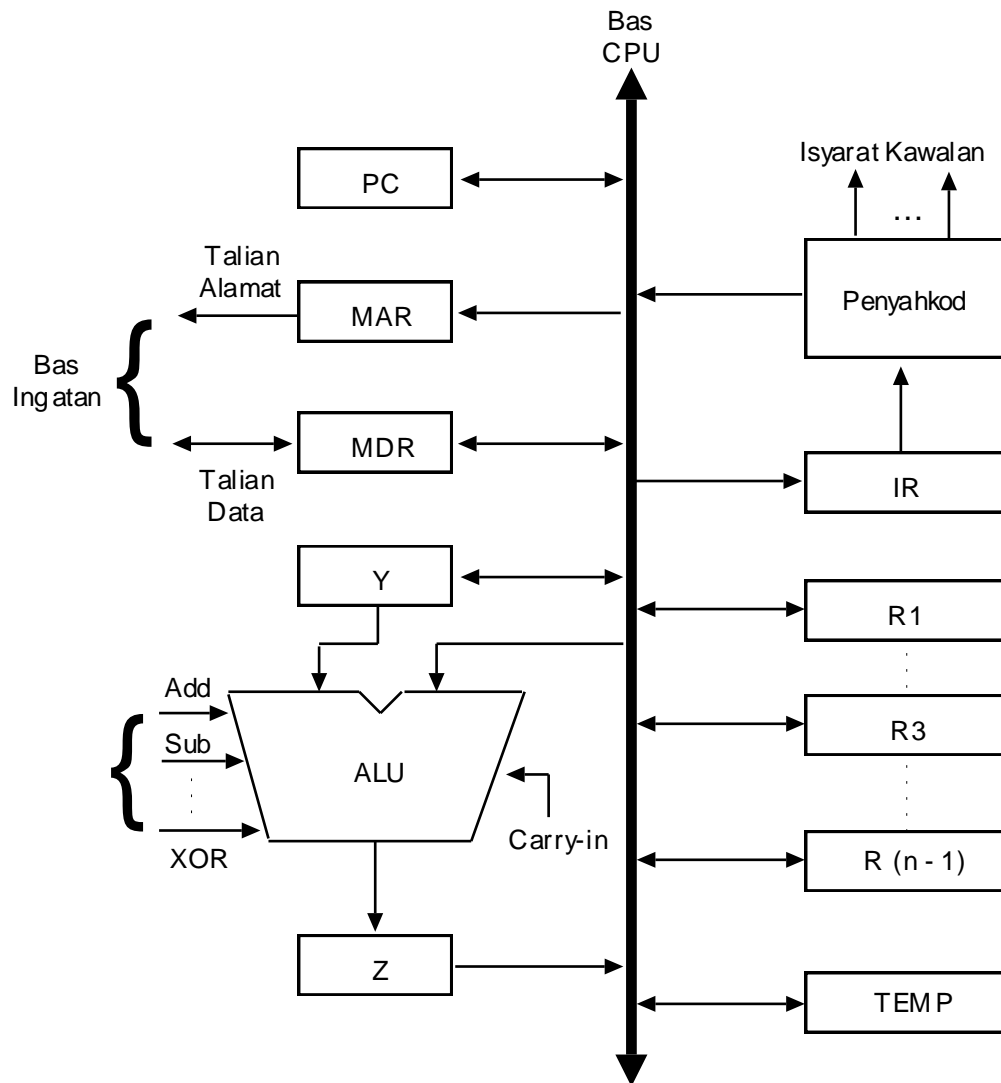 Bas
CPU
PC
Isyarat Kawalan
...
Talian
Alamat
MAR
Penyahkod
Bas
Ingatan
MDR
Talian
Data
IR
Y
R1
Add
Sub
ALU
R3
XOR
Carry-in
R (n - 1)
Z
TEMP